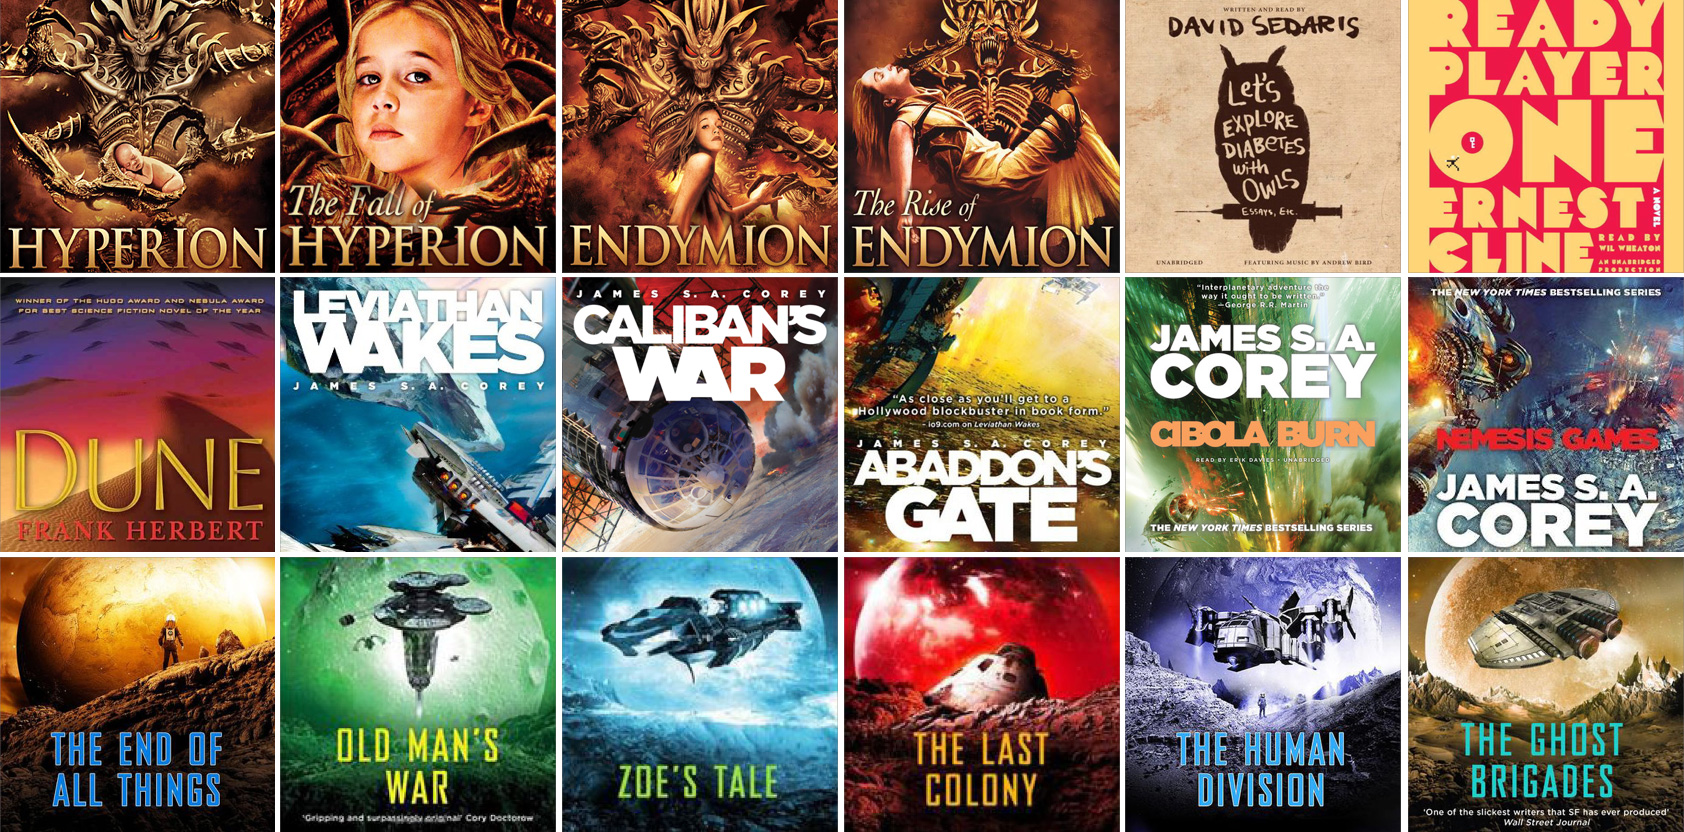 HYPERION
The Fall of
HYPERION
ENDYMION
The Rise of
ENDYMION
WRITTEN AND READ BY
DAVID SEDARIS
Let's
EXPLORE
DIABETES
with
OWLS
ESSAYS, Etc.
UNABRIDGED
FEATURING MUSIC BY ANDREW BIRD
READY
PLAYER
ONE
ERNEST
CLINE
A NOVEL
READ BY
WIL WHEATON
AN UNABRIDGED
PRODUCTION
WINNER OF THE HUGO AWARD AND NEBULA AWARD
FOR BEST SCIENCE FICTION NOVEL OF THE YEAR
DUNE
FRANK HERBERT
LEVIATHAN
WAKES
JAMES S. A. COREY
JAMES S. A. COREY
CALIBAN'S
WAR
"As close as you'll get to a
Hollywood blockbuster in book form."
- io9.com on Leviathan Wakes
JAMES S. A. COREY
ABADDON'S
GATE
"Interplanetary adventure the
way it ought to be written."
—George R.R. Martin
JAMES S. A.
COREY
CIBOLA BURN
READ BY ERIK DAVIES • UNABRIDGED
THE NEW YORK TIMES BESTSELLING SERIES
THE NEW YORK TIMES BESTSELLING SERIES
NEMESIS GAMES
JAMES S. A.
COREY
THE END OF
ALL THINGS
OLD MAN'S
WAR
'Gripping and surpassingly original' Cory Doctorow
ZOE'S TALE
THE LAST
COLONY
THE HUMAN
DIVISION
THE GHOST
BRIGADES
'One of the slickest writers that SF has ever produced'
Wall Street Journal